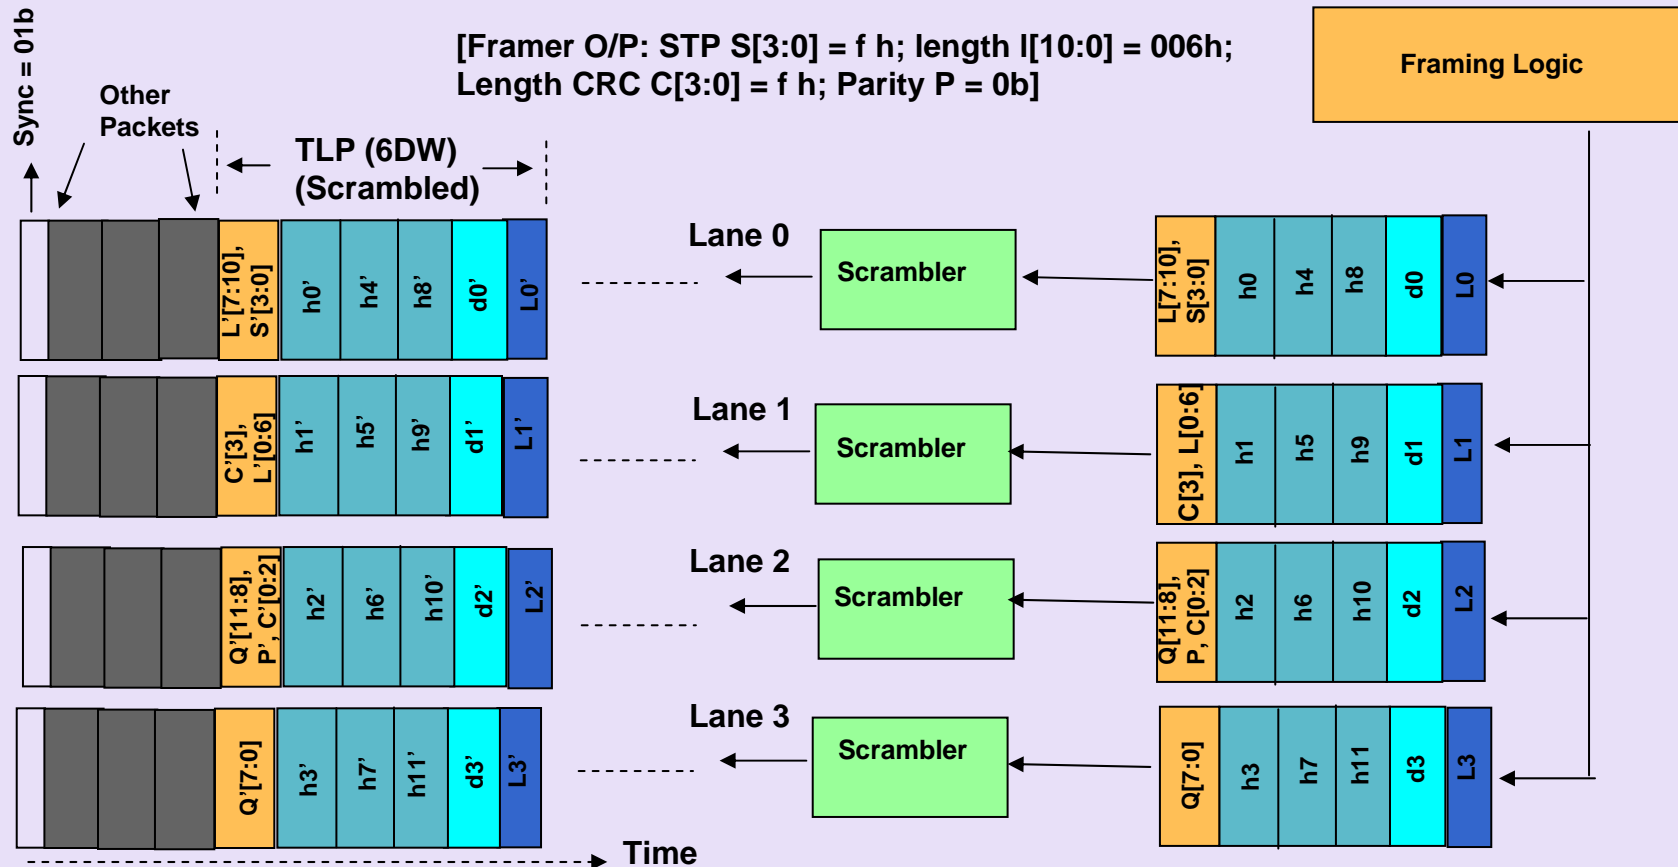 Sync = 01b
Other
Packets
[Framer O/P: STP S[3:0] = f h; length l[10:0] = 006h;
Length CRC C[3:0] = f h; Parity P = 0b]
Framing Logic
TLP (6DW)
(Scrambled)
L'[7:10],
S'[3:0]
h0'
h4'
h8'
d0'
L0'
Lane 0
Scrambler
L[7:10],
S[3:0]
h0
h4
h8
d0
L0
C'[3],
L'[0:6]
h1'
h5'
h9'
d1'
L1'
Lane 1
Scrambler
C[3], L[0:6]
h1
h5
h9
d1
L1
Q'[11:8],
P', C'[0:2]
h2'
h6'
h10'
d2'
L2'
Lane 2
Scrambler
Q[11:8],
P, C[0:2]
h2
h6
h10
d2
L2
Q'[7:0]
h3'
h7'
h11'
d3'
L3'
Lane 3
Scrambler
Q[7:0]
h3
h7
h11
d3
L3
Time